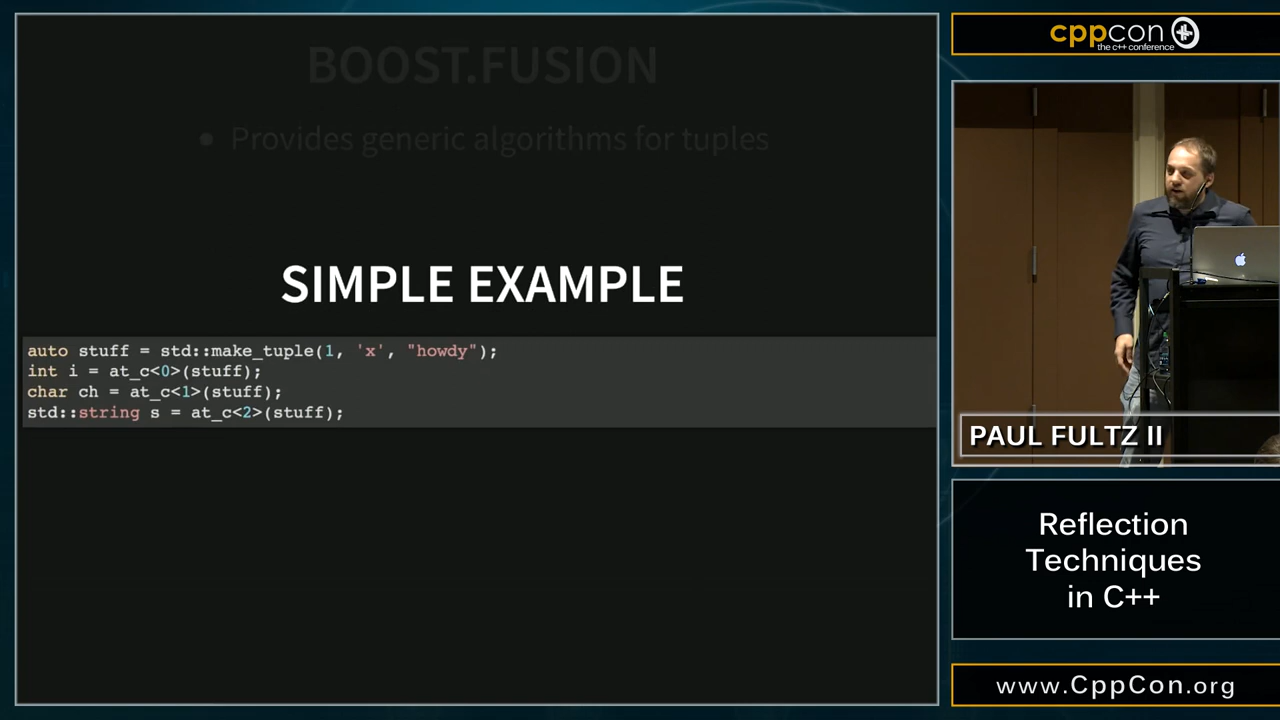 BOOST.FUSION
• Provides generic algorithms for tuples
SIMPLE EXAMPLE
auto stuff = std::make_tuple(1, 'x', "howdy");
int i = at_c<0>(stuff);
char ch = at_c<1>(stuff);
std::string s = at_c<2>(stuff);
cppcon
the c++ conference
PAUL FULTZ II
Reflection
Techniques
in C++
www.CppCon.org